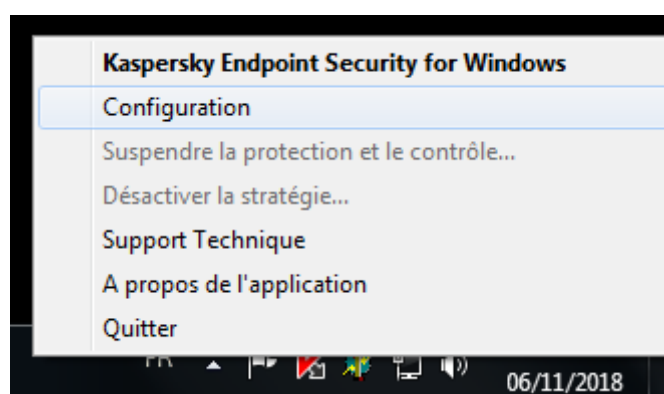 Kaspersky Endpoint Security for Windows
Configuration
Suspendre la protection et le contrôle...
Désactiver la stratégie...
Support Technique
A propos de l'application
Quitter
FR
06/11/2018